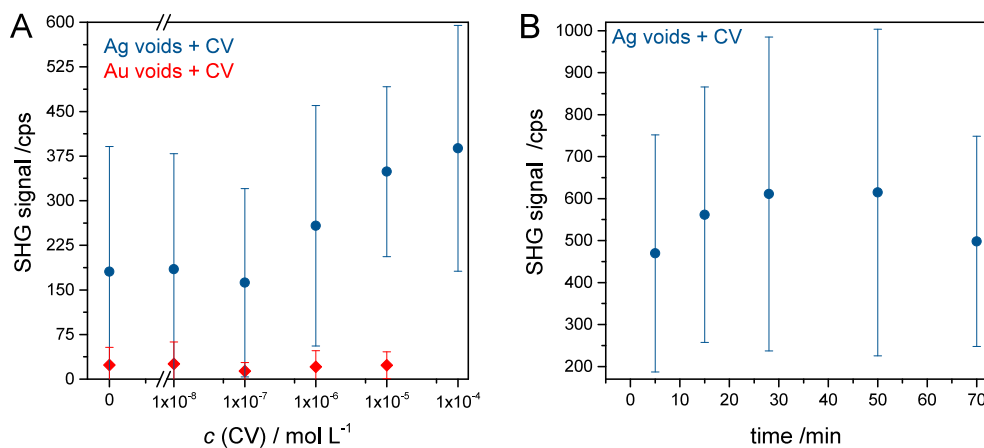 A
Ag voids + CV
Au voids + CV
SHG signal /cps
600
525
450
375
300
225
150
75
0
0
1x10⁻⁸
1x10⁻⁷
1x10⁻⁶
1x10⁻⁵
1x10⁻⁴
c (CV) / mol L⁻¹
B
Ag voids + CV
SHG signal /cps
1000
900
800
700
600
500
400
300
200
0
10
20
30
40
50
60
70
time /min